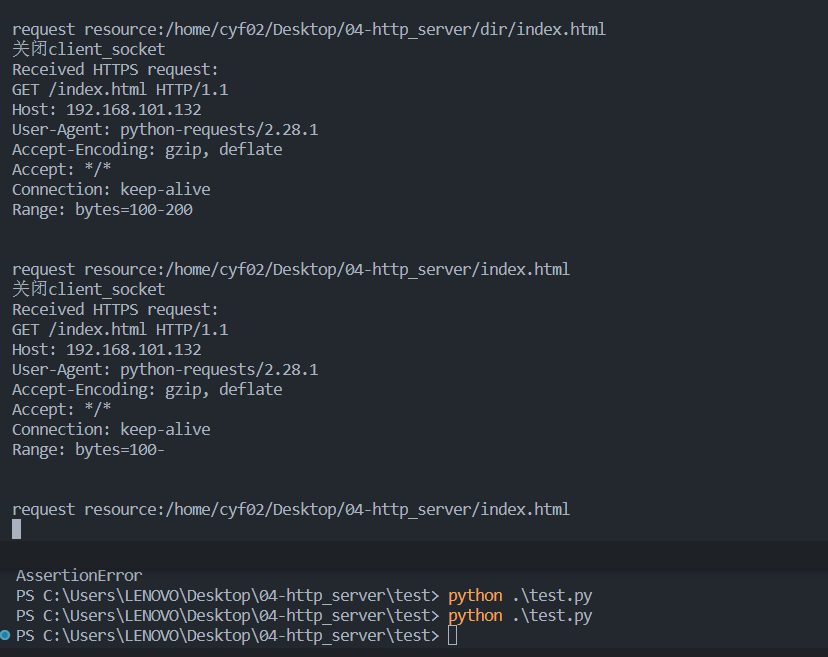 request resource:/home/cyf02/Desktop/04-http_server/dir/index.html
关闭client_socket
Received HTTPS request:
GET /index.html HTTP/1.1
Host: 192.168.101.132
User-Agent: python-requests/2.28.1
Accept-Encoding: gzip, deflate
Accept: */*
Connection: keep-alive
Range: bytes=100-200
request resource:/home/cyf02/Desktop/04-http_server/index.html
关闭client_socket
Received HTTPS request:
GET /index.html HTTP/1.1
Host: 192.168.101.132
User-Agent: python-requests/2.28.1
Accept-Encoding: gzip, deflate
Accept: */*
Connection: keep-alive
Range: bytes=100-
request resource:/home/cyf02/Desktop/04-http_server/index.html
AssertionError
PS C:\Users\LENOVO\Desktop\04-http_server\test> python .\test.py
PS C:\Users\LENOVO\Desktop\04-http_server\test> python .\test.py
PS C:\Users\LENOVO\Desktop\04-http_server\test>